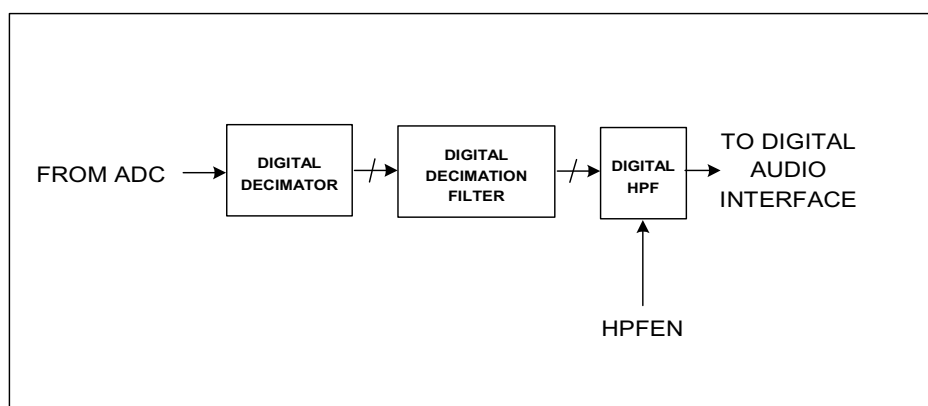 FROM ADC
DIGITAL
DECIMATOR
DIGITAL
DECIMATION
FILTER
DIGITAL
HPF
TO DIGITAL
AUDIO
INTERFACE
HPFEN